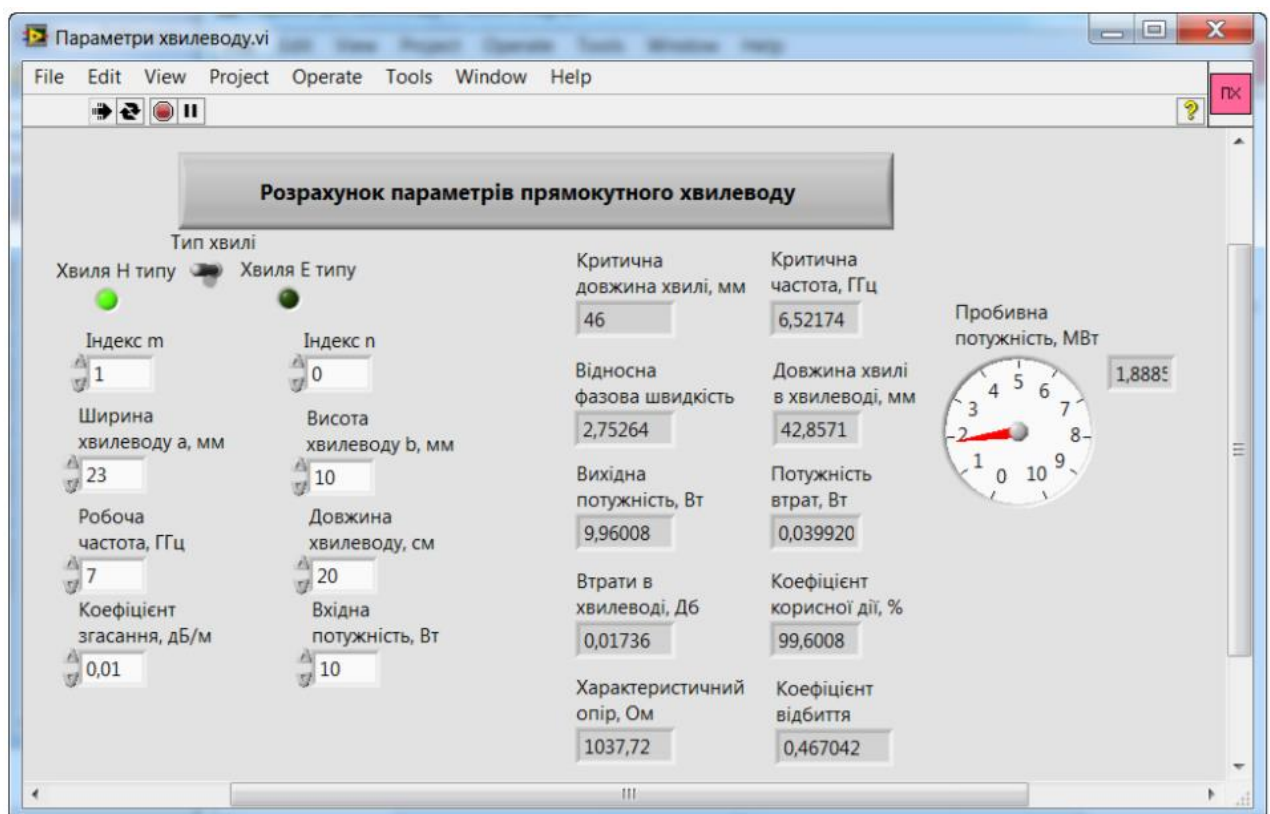 Параметри хвилеводу.vi
File Edit View Project Operate Tools Window Help
ПХ
Розрахунок параметрів прямокутного хвилеводу
Тип хвилі
Хвиля Н типу
Хвиля Е типу
Індекс m
1
Індекс n
0
Ширина
хвилеводу а, мм
23
Висота
хвилеводу b, мм
10
Робоча
частота, ГГц
7
Довжина
хвилеводу, см
20
Коефіцієнт
згасання, дБ/м
0,01
Вхідна
потужність, Вт
10
Критична
довжина хвилі, мм
46
Критична
частота, ГГц
6,52174
Відносна
фазова швидкість
2,75264
Довжина хвилі
в хвилеводі, мм
42,8571
Вихідна
потужність, Вт
9,96008
Потужність
втрат, Вт
0,039920
Втрати в
хвилеводі, Дб
0,01736
Коефіцієнт
корисної дії, %
99,6008
Характеристичний
опір, Ом
1037,72
Коефіцієнт
відбиття
0,467042
Пробивна
потужність, МВт
1,8885
0 1 2 3 4 5 6 7 8 9 10